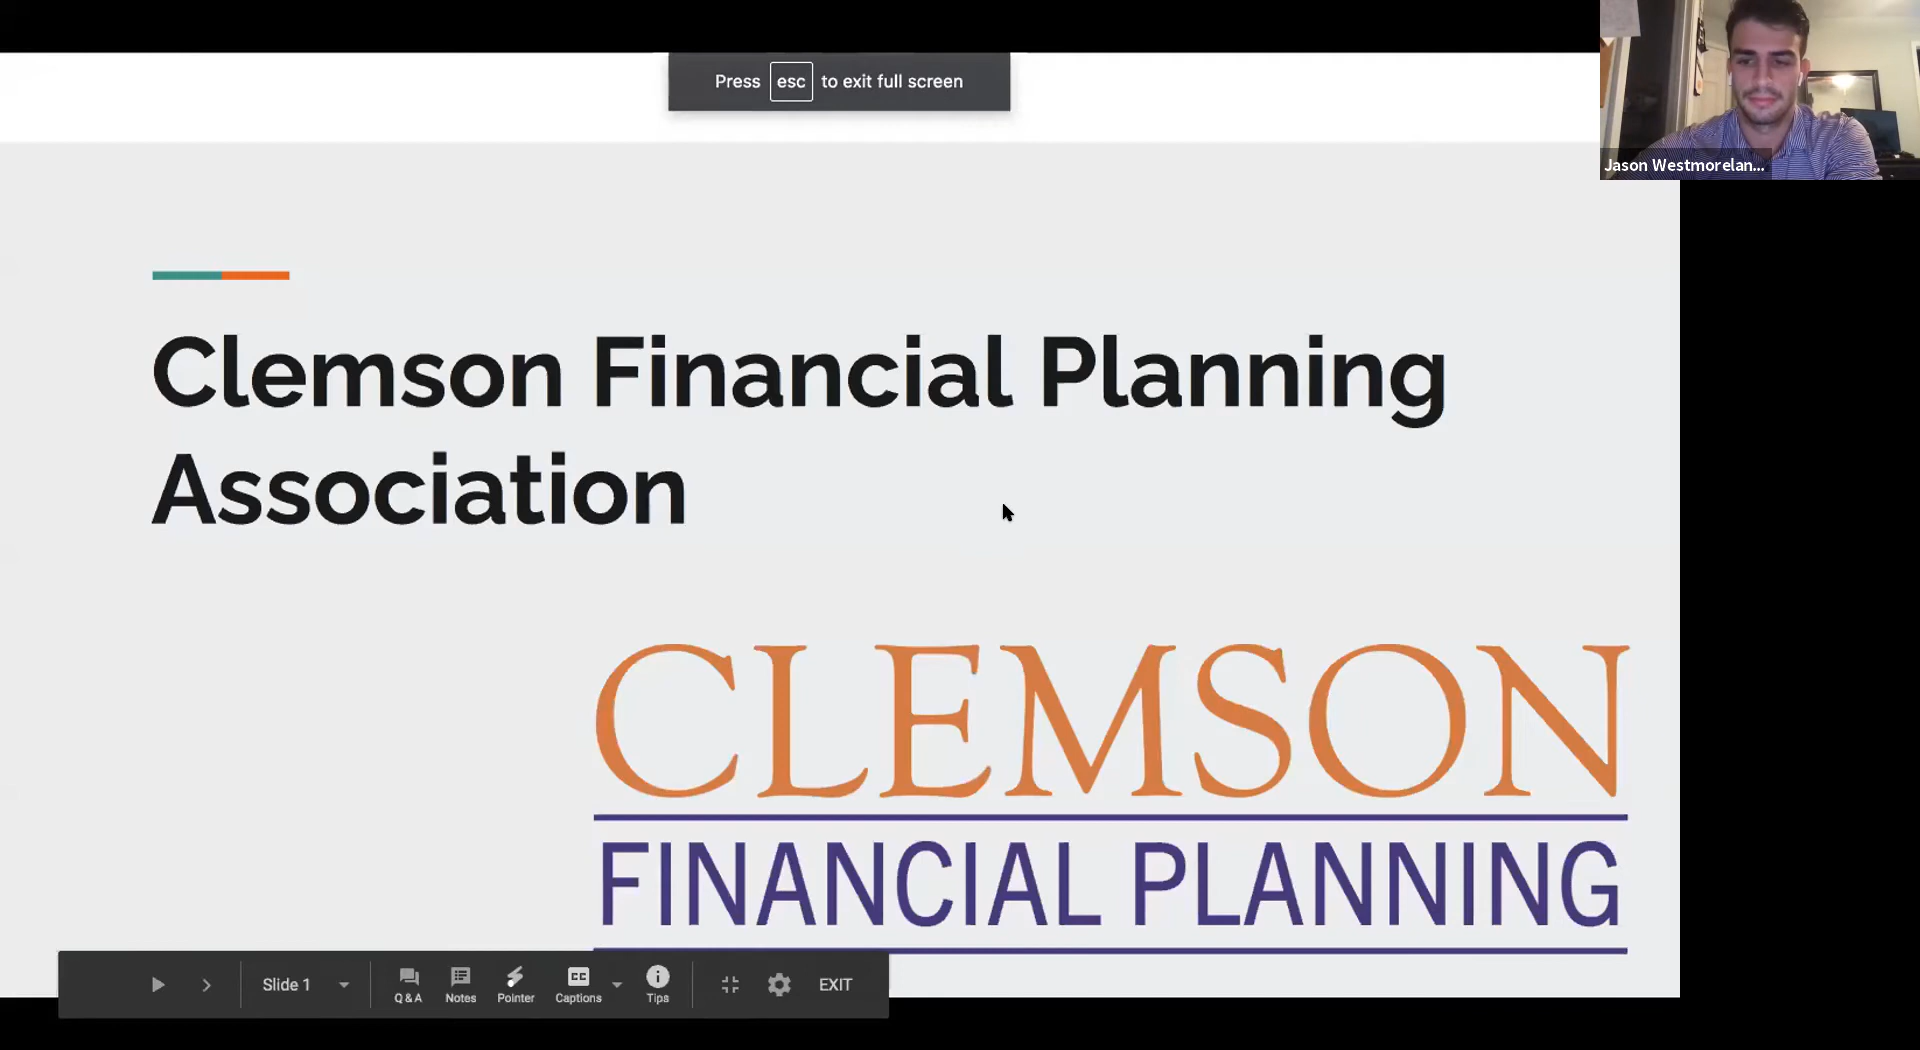 Press esc to exit full screen
Jason Westmorelan...
Clemson Financial Planning
Association
CLEMSON
FINANCIAL PLANNING
Slide 1
Q & A
Notes
Pointer
CC
Captions
Tips
EXIT